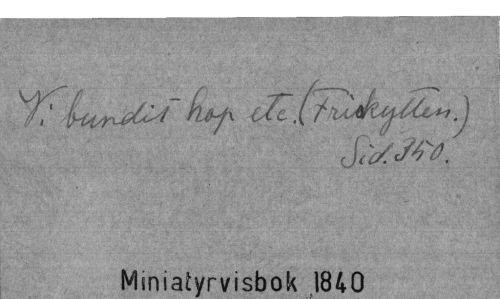 Vi bundit hop etc. (Friskytten.)
Sid. 350.
Miniatyrvisbok 1840